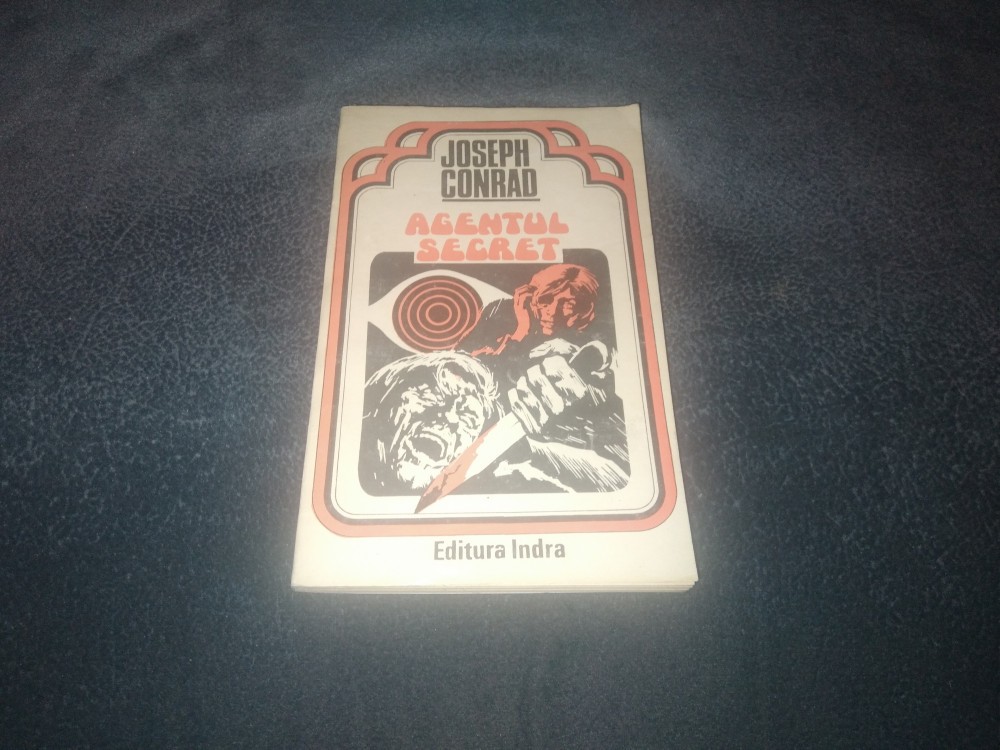 JOSEPH
CONRAD
AGENTUL
SECRET
Editura Indra